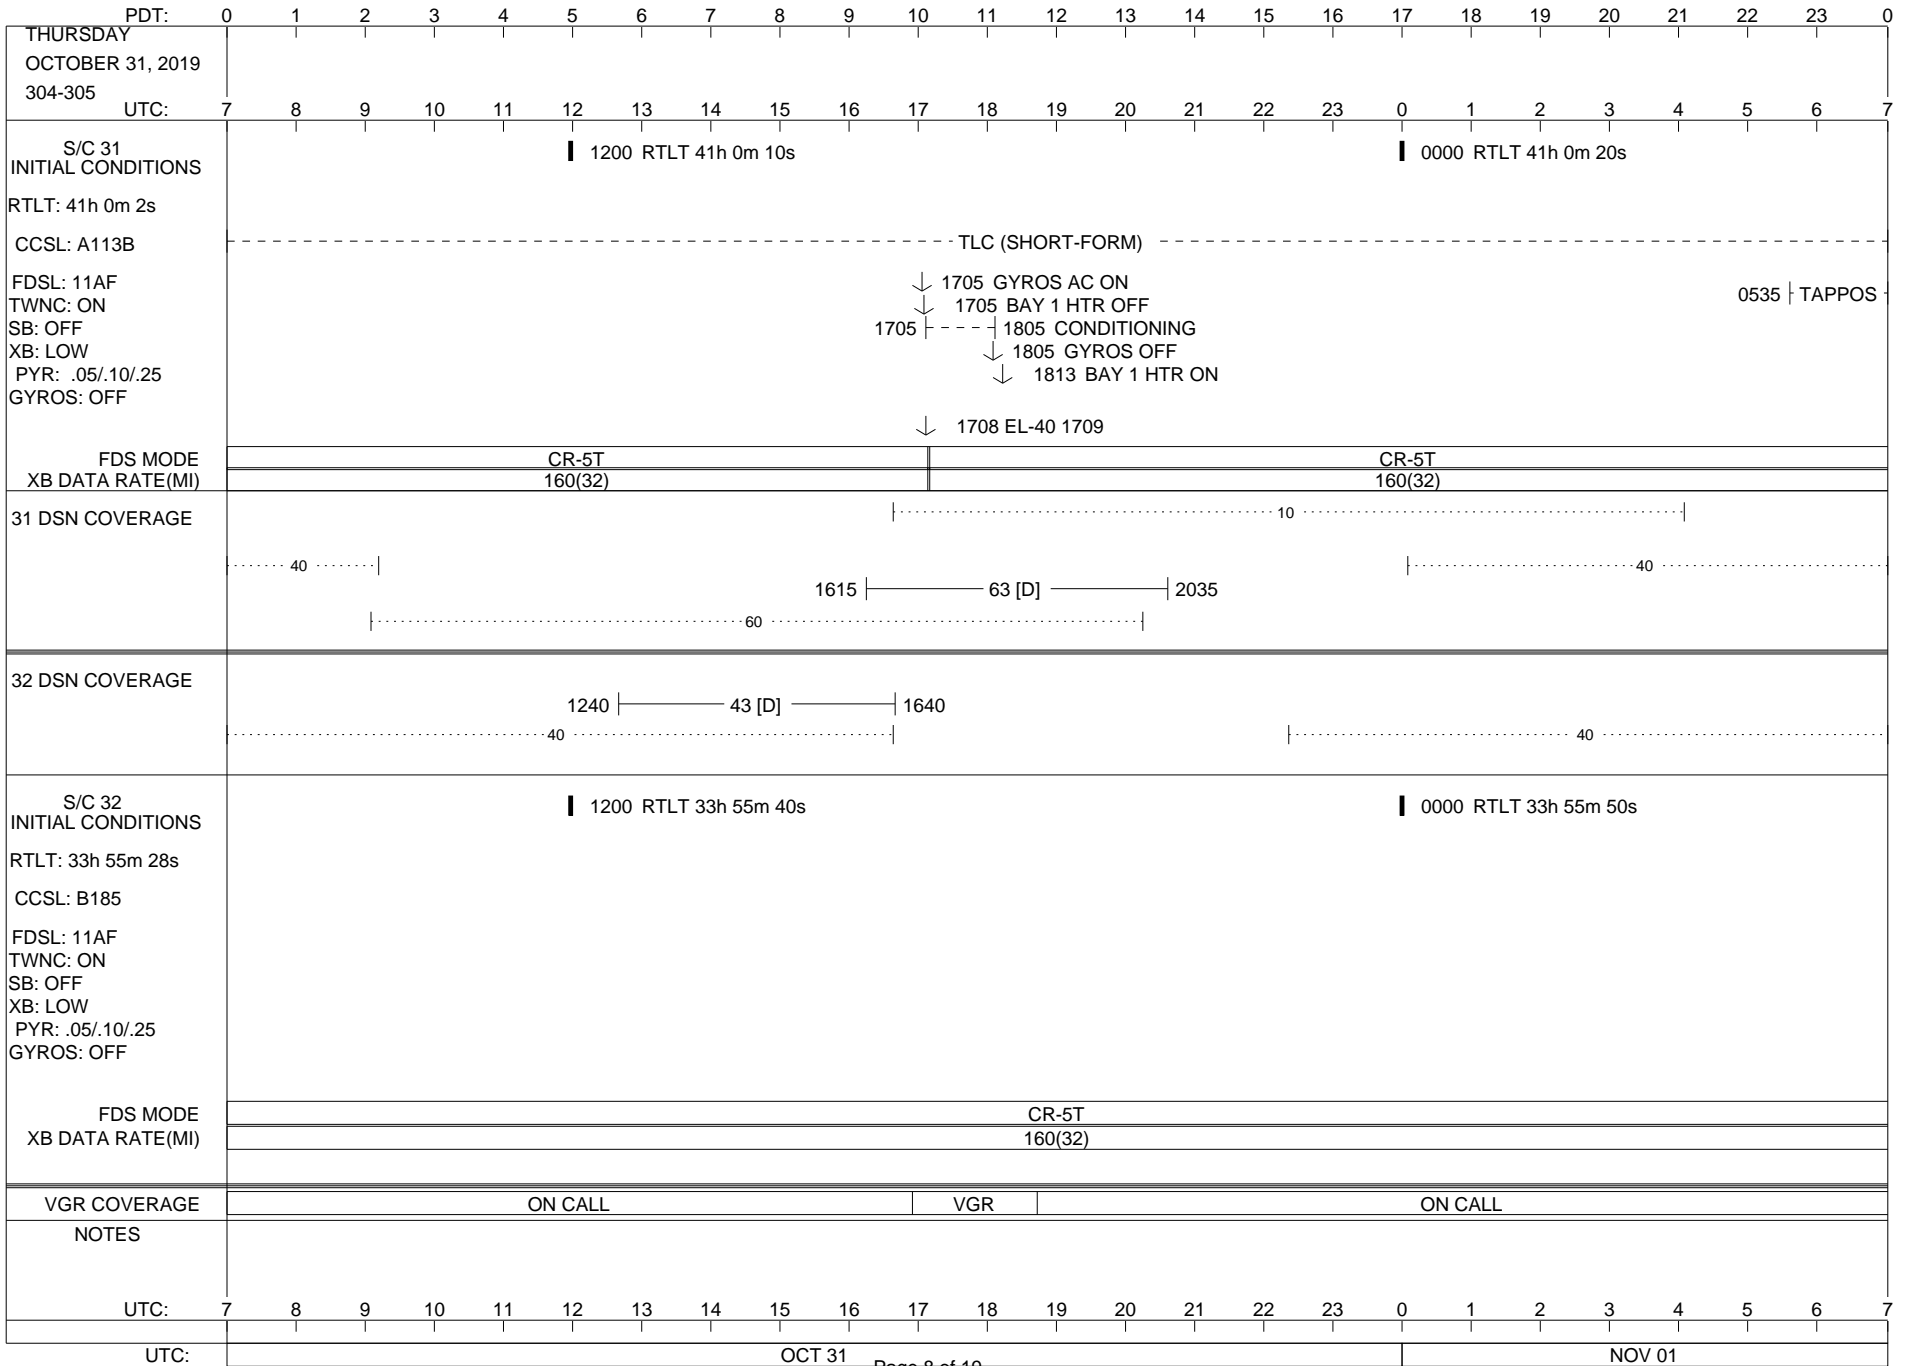 PDT: 0 1 2 3 4 5 6 7 8 9 10 11 12 13 14 15 16 17 18 19 20 21 22 23 0
THURSDAY
OCTOBER 31, 2019
304-305
UTC: 7 8 9 10 11 12 13 14 15 16 17 18 19 20 21 22 23 0 1 2 3 4 5 6 7
S/C 31
INITIAL CONDITIONS
1200 RTLT 41h 0m 10s
0000 RTLT 41h 0m 20s
RTLT: 41h 0m 2s
CCSL: A113B
TLC (SHORT-FORM)
FDSL: 11AF
TWNC: ON
SB: OFF
XB: LOW
PYR: .05/.10/.25
GYROS: OFF
1705 GYROS AC ON
1705 BAY 1 HTR OFF
1705 1805 CONDITIONING
1805 GYROS OFF
1813 BAY 1 HTR ON
0535 TAPPOS
1708 EL-40 1709
FDS MODE CR-5T CR-5T
XB DATA RATE(MI) 160(32) 160(32)
31 DSN COVERAGE
10
40 40
1615 63 [D] 2035
60
32 DSN COVERAGE
1240 43 [D] 1640
40 40
S/C 32
INITIAL CONDITIONS
1200 RTLT 33h 55m 40s
0000 RTLT 33h 55m 50s
RTLT: 33h 55m 28s
CCSL: B185
FDSL: 11AF
TWNC: ON
SB: OFF
XB: LOW
PYR: .05/.10/.25
GYROS: OFF
FDS MODE CR-5T
XB DATA RATE(MI) 160(32)
VGR COVERAGE ON CALL VGR ON CALL
NOTES
UTC: 7 8 9 10 11 12 13 14 15 16 17 18 19 20 21 22 23 0 1 2 3 4 5 6 7
UTC: OCT 31 NOV 01
Page 8 of 19